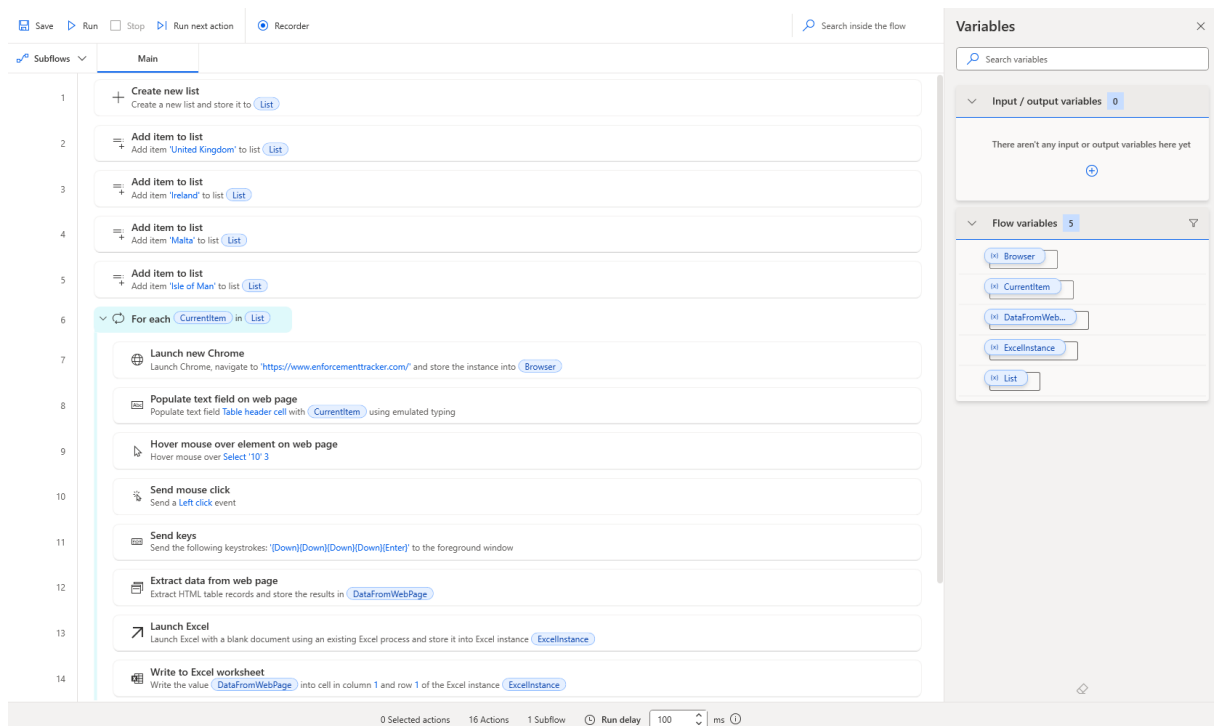 Save Run Stop Run next action Recorder Search inside the flow
Subflows Main
1 Create new list
Create a new list and store it to List
2 Add item to list
Add item 'United Kingdom' to list List
3 Add item to list
Add item 'Ireland' to list List
4 Add item to list
Add item 'Malta' to list List
5 Add item to list
Add item 'Isle of Man' to list List
6 For each CurrentItem in List
7 Launch new Chrome
Launch Chrome, navigate to 'https://www.enforcementtracker.com/' and store the instance into Browser
8 Populate text field on web page
Abc Populate text field Table header cell with CurrentItem using emulated typing
9 Hover mouse over element on web page
Hover mouse over Select '10' 3
10 Send mouse click
Send a Left click event
11 Send keys
Send the following keystrokes: '{Down}{Down}{Down}{Down}{Enter}' to the foreground window
12 Extract data from web page
Extract HTML table records and store the results in DataFromWebPage
13 Launch Excel
Launch Excel with a blank document using an existing Excel process and store it into Excel instance ExcelInstance
14 Write to Excel worksheet
Write the value DataFromWebPage into cell in column 1 and row 1 of the Excel instance ExcelInstance
Variables
Search variables
Input / output variables 0
There aren't any input or output variables here yet
Flow variables 5
(x) Browser
(x) CurrentItem
(x) DataFromWeb...
(x) ExcelInstance
(x) List
0 Selected actions 16 Actions 1 Subflow Run delay 100 ms